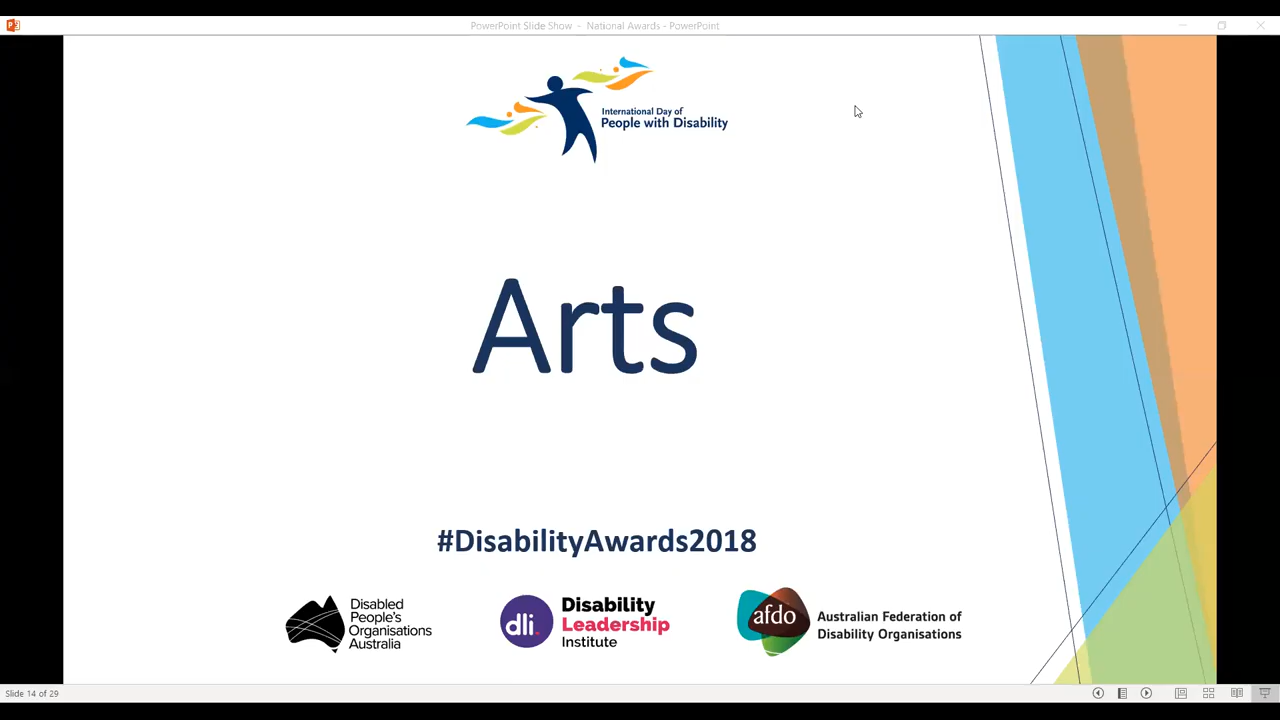 PowerPoint Slide Show - National Awards - PowerPoint
International Day of
People with Disability
Arts
#DisabilityAwards2018
Disabled
People's
Organisations
Australia
dli.
Disability
Leadership
Institute
afdo
Australian Federation of
Disability Organisations
Slide 14 of 29